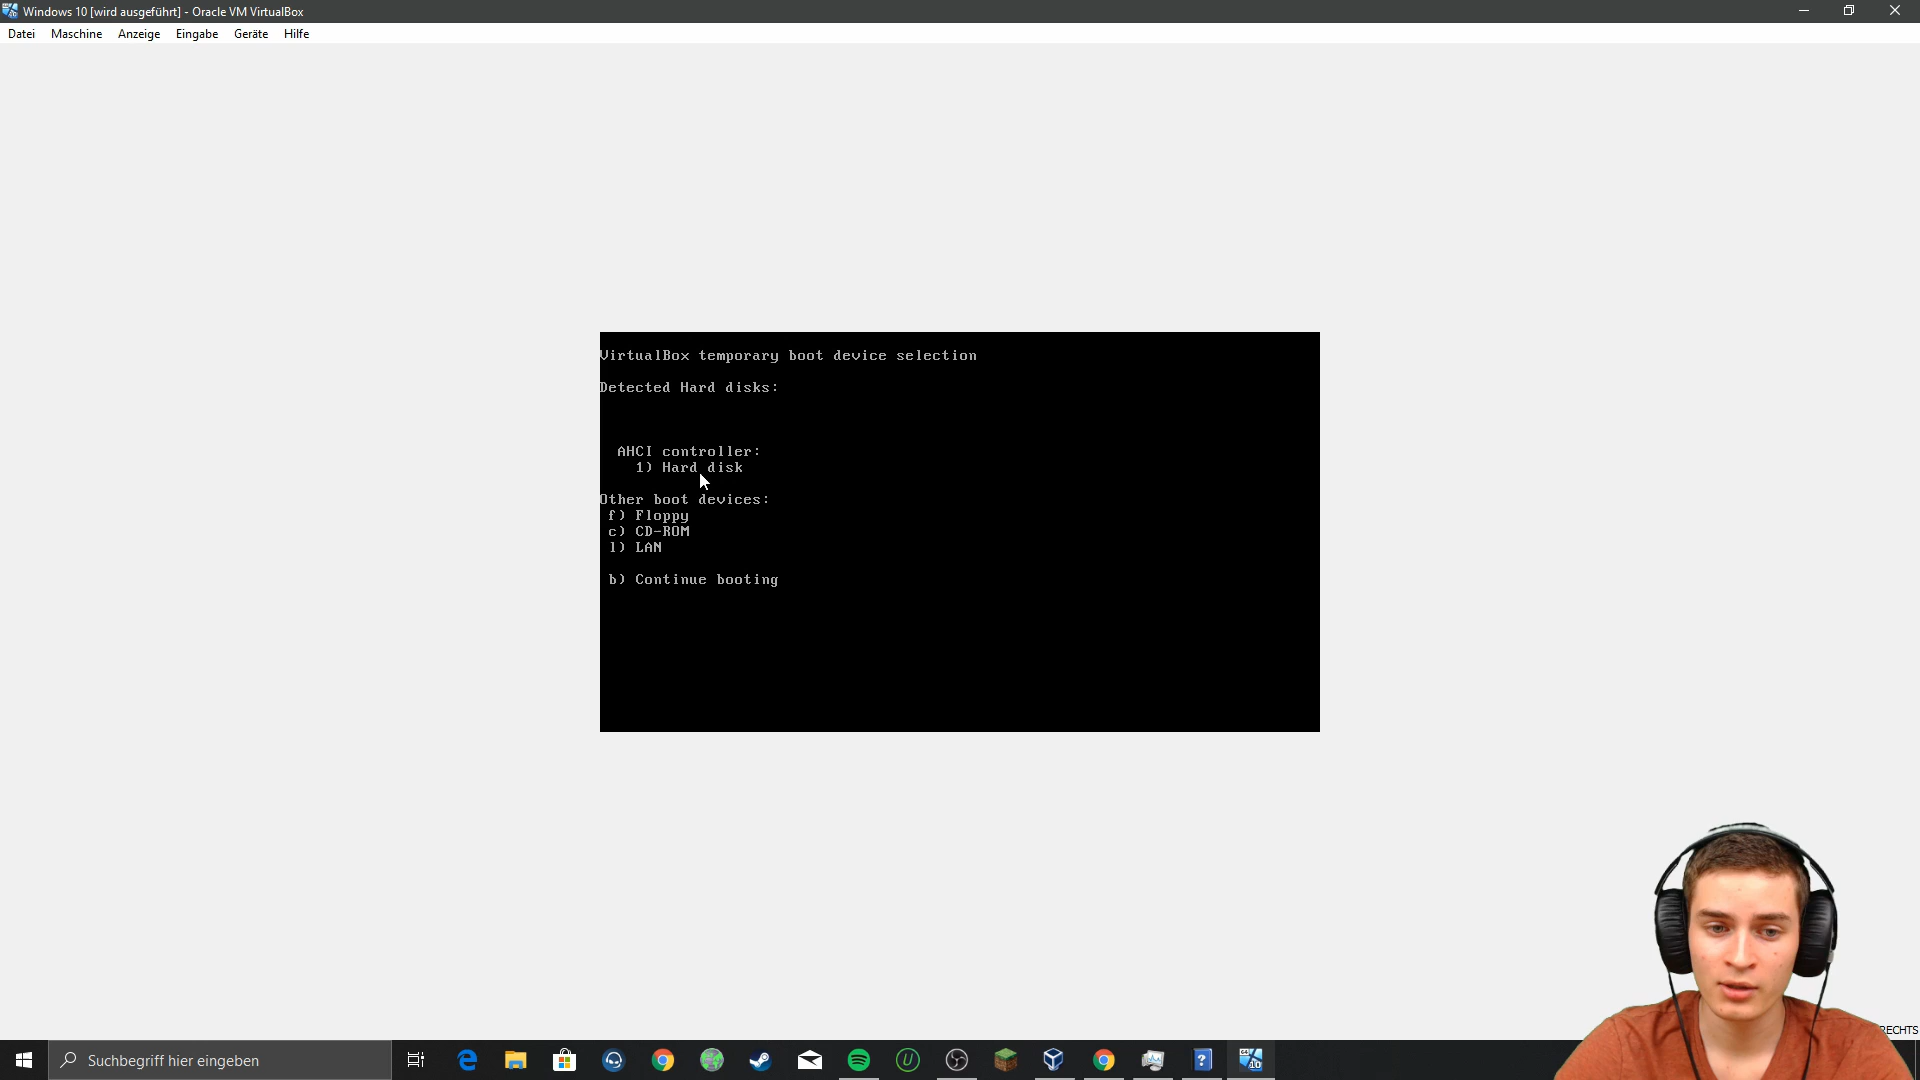 Windows 10 [wird ausgeführt] - Oracle VM VirtualBox
Datei Maschine Anzeige Eingabe Geräte Hilfe
VirtualBox temporary boot device selection
Detected Hard disks:
AHCI controller:
1) Hard disk
Other boot devices:
f) Floppy
c) CD-ROM
l) LAN
b) Continue booting
RECHTS
Suchbegriff hier eingeben
10